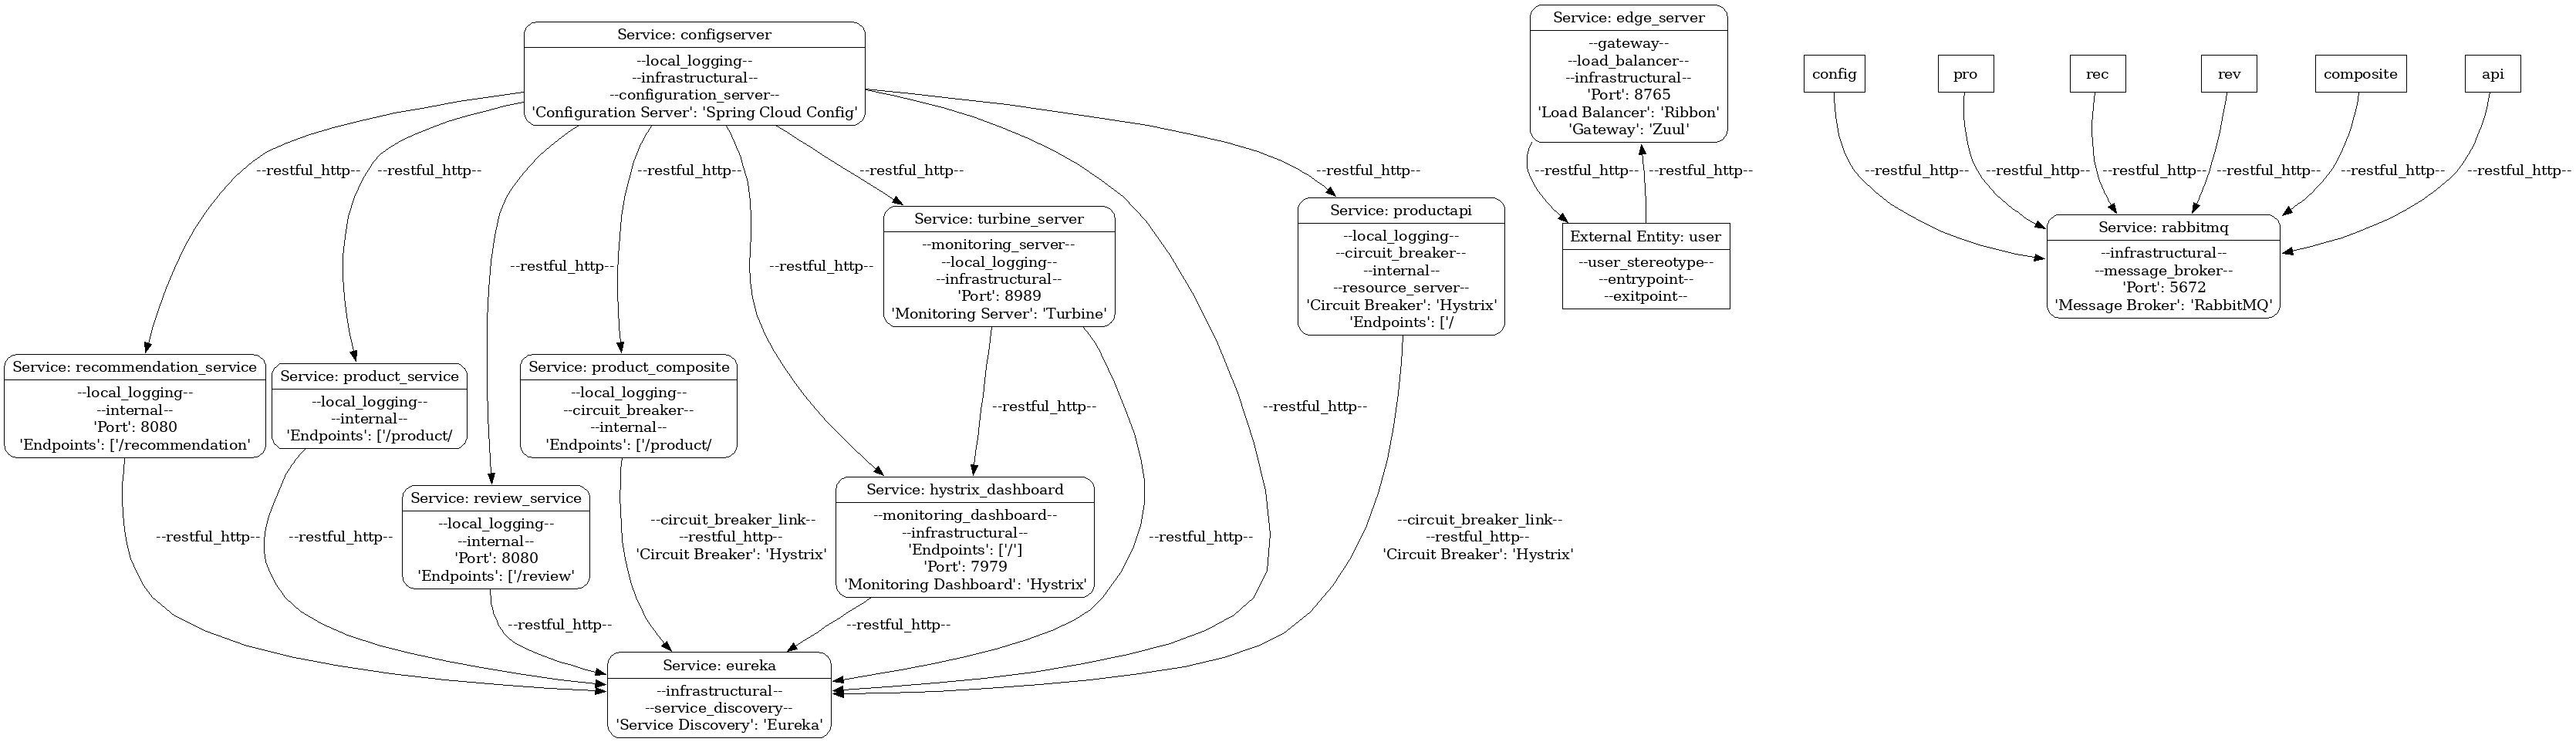 Service: configserver
--local_logging--
--infrastructural--
--configuration_server--
'Configuration Server': 'Spring Cloud Config'
Service: edge_server
--gateway--
--load_balancer--
--infrastructural--
'Port': 8765
'Load Balancer': 'Ribbon'
'Gateway': 'Zuul'
config
pro
rec
rev
composite
api
--restful_http--
--restful_http--
--restful_http--
--restful_http--
--restful_http--
--restful_http--
--restful_http--
--restful_http--
--restful_http--
--restful_http--
--restful_http--
--restful_http--
--restful_http--
Service: turbine_server
--monitoring_server--
--local_logging--
--infrastructural--
'Port': 8989
'Monitoring Server': 'Turbine'
Service: productapi
--local_logging--
--circuit_breaker--
--internal--
--resource_server--
'Circuit Breaker': 'Hystrix'
'Endpoints': ['/
External Entity: user
--user_stereotype--
--entrypoint--
--exitpoint--
Service: rabbitmq
--infrastructural--
--message_broker--
'Port': 5672
'Message Broker': 'RabbitMQ'
--restful_http--
--restful_http--
Service: recommendation_service
--local_logging--
--internal--
'Port': 8080
'Endpoints': ['/recommendation'
Service: product_service
--local_logging--
--internal--
'Endpoints': ['/product/
Service: product_composite
--local_logging--
--circuit_breaker--
--internal--
'Endpoints': ['/product/
--restful_http--
--restful_http--
Service: review_service
--local_logging--
--internal--
'Port': 8080
'Endpoints': ['/review'
Service: hystrix_dashboard
--monitoring_dashboard--
--infrastructural--
'Endpoints': ['/']
'Port': 7979
'Monitoring Dashboard': 'Hystrix'
--restful_http--
--restful_http--
--circuit_breaker_link--
--restful_http--
'Circuit Breaker': 'Hystrix'
--restful_http--
--circuit_breaker_link--
--restful_http--
'Circuit Breaker': 'Hystrix'
--restful_http--
--restful_http--
Service: eureka
--infrastructural--
--service_discovery--
'Service Discovery': 'Eureka'